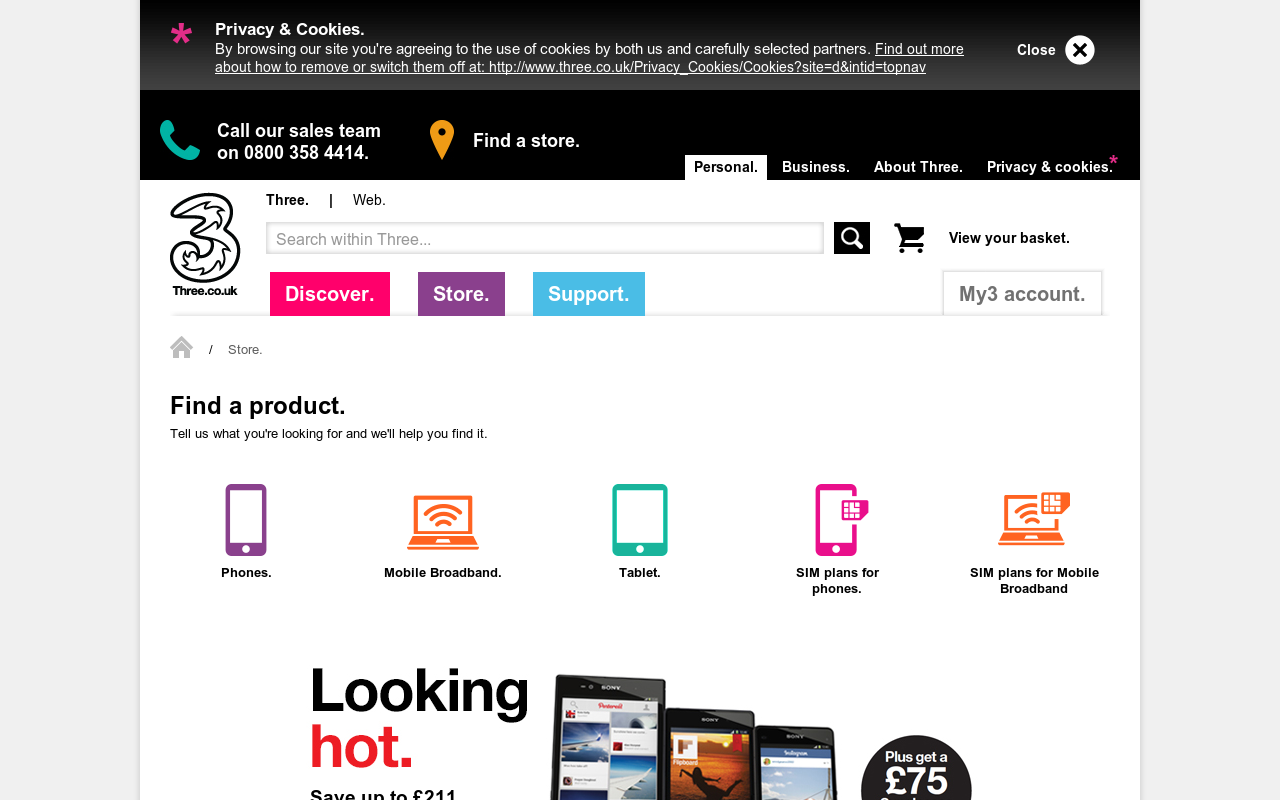 Privacy & Cookies.
By browsing our site you're agreeing to the use of cookies by both us and carefully selected partners. Find out more
about how to remove or switch them off at: http://www.three.co.uk/Privacy_Cookies/Cookies?site=d&intid=topnav
Close
Call our sales team
on 0800 358 4414.
Find a store.
Personal.
Business.
About Three.
Privacy & cookies.*
Three.co.uk
Three. | Web.
Search within Three...
View your basket.
Discover.
Store.
Support.
My3 account.
/ Store.
Find a product.
Tell us what you're looking for and we'll help you find it.
Phones.
Mobile Broadband.
Tablet.
SIM plans for
phones.
SIM plans for Mobile
Broadband
Looking
hot.
Save up to £211
SONY
Pinterest
SONY
Flipboard
SONY
Instagram
Plus get a
£75